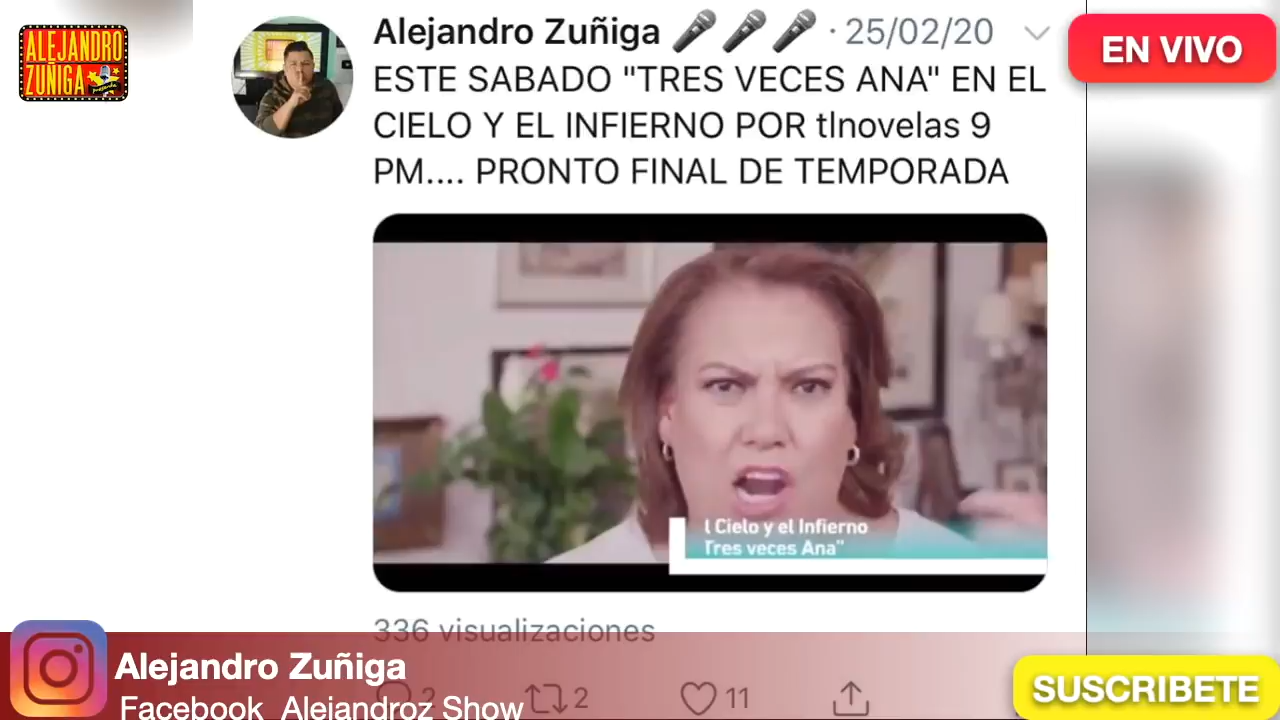 ALEJANDRO
ZUÑIGA
presenta
Alejandro Zuñiga 🎤🎤🎤 · 25/02/20
EN VIVO
ESTE SABADO "TRES VECES ANA" EN EL
CIELO Y EL INFIERNO POR tlnovelas 9
PM.... PRONTO FINAL DE TEMPORADA
l Cielo y el Infierno
Tres veces Ana"
336 visualizaciones
2
2
11
Alejandro Zuñiga
Facebook Alejandroz Show
SUSCRIBETE